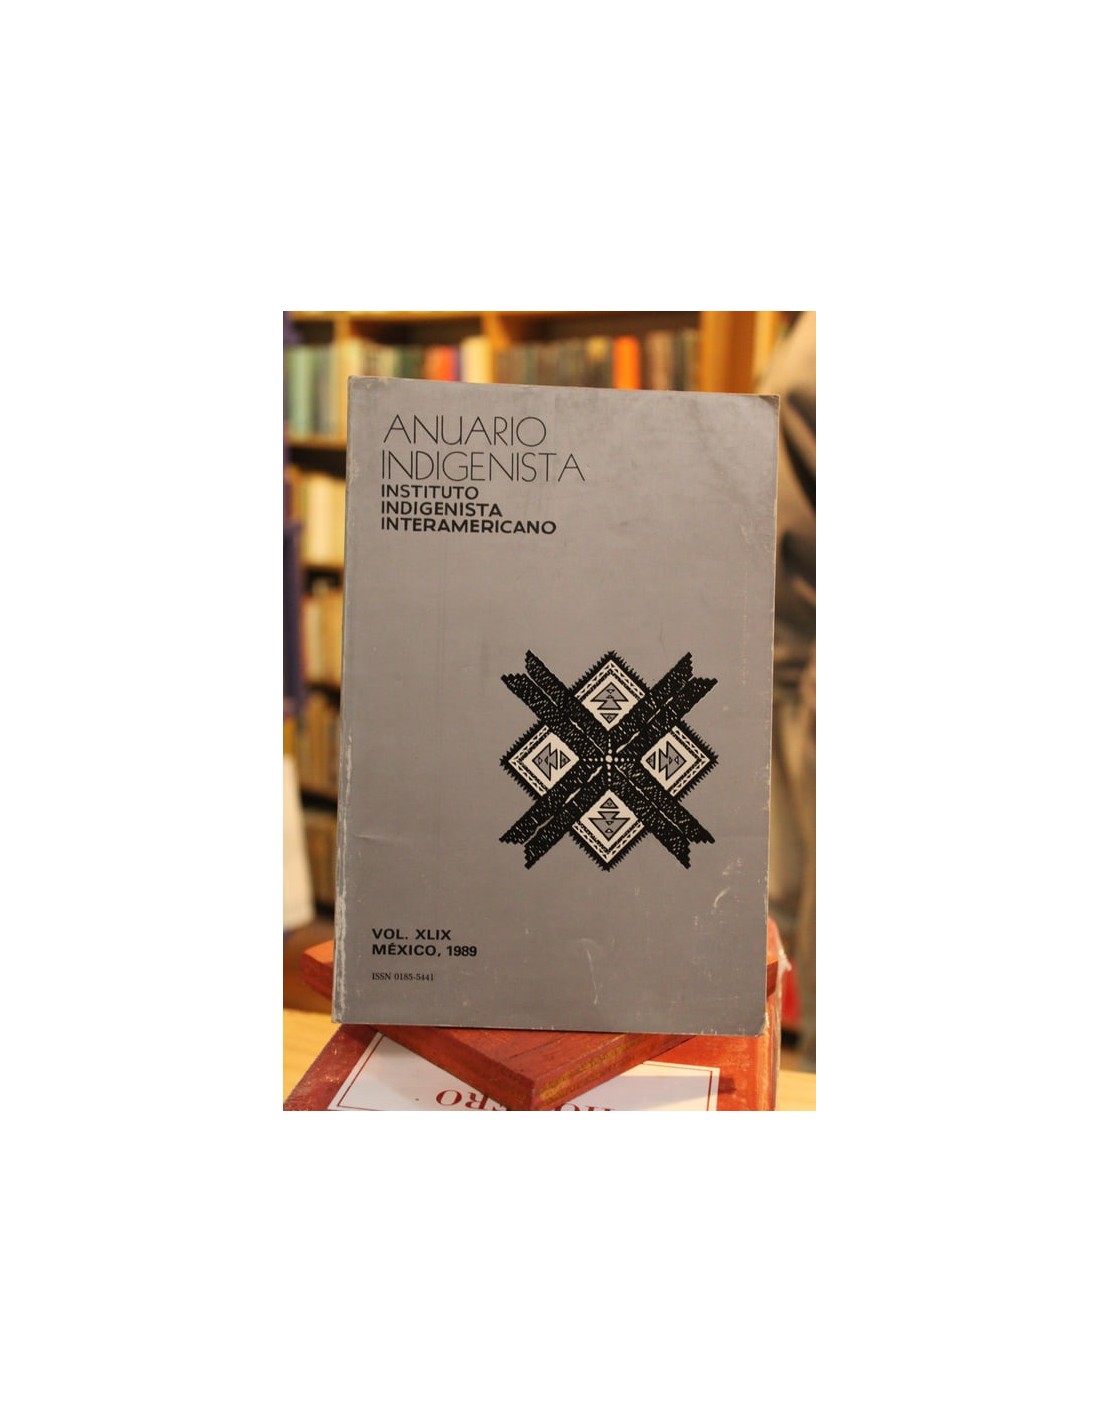 ANUARIO
INDIGENISTA
INSTITUTO
INDIGENISTA
INTERAMERICANO
VOL. XLIX
MÉXICO, 1989
ISSN 0185-5441